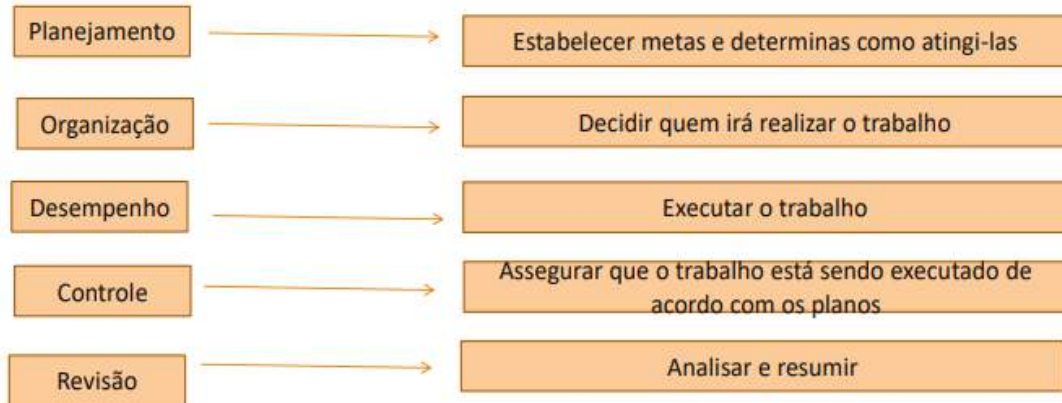 Planejamento
Estabelecer metas e determinas como atingi-las
Organização
Decidir quem irá realizar o trabalho
Desempenho
Executar o trabalho
Controle
Assegurar que o trabalho está sendo executado de
acordo com os planos
Revisão
Analisar e resumir